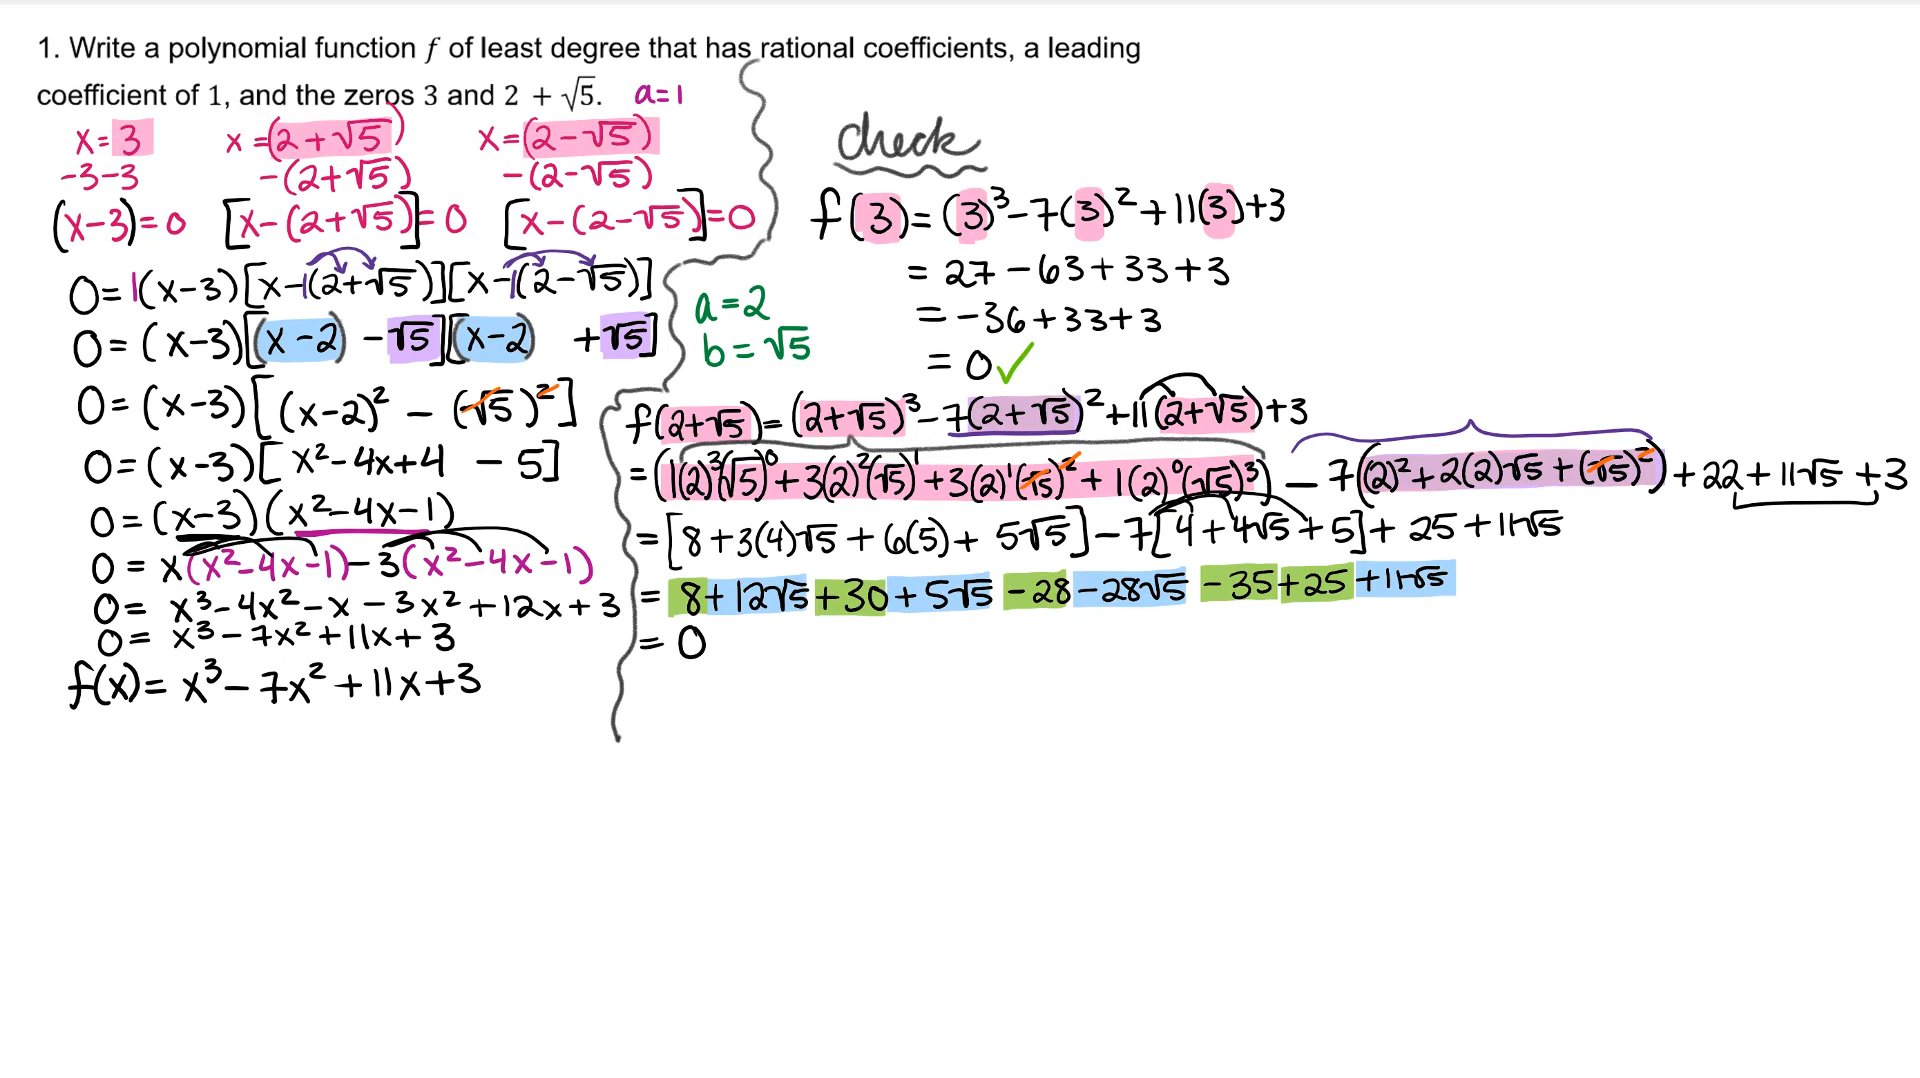 1. Write a polynomial function f of least degree that has rational coefficients, a leading
coefficient of 1, and the zeros 3 and 2 + √5. a=1
x=3 x=(2+√5) x=(2-√5)
-3-3 -(2+√5) -(2-√5)
(x-3)=0 [x-(2+√5)]=0 [x-(2-√5)]=0
0=1(x-3)[x-1(2+√5)][x-1(2-√5)]
0=(x-3)[(x-2)-√5][(x-2)+√5]
0=(x-3)[(x-2)²-(√5)²]
0=(x-3)[x²-4x+4-5]
0=(x-3)(x²-4x-1)
0=x(x²-4x-1)-3(x²-4x-1)
0=x³-4x²-x-3x²+12x+3
0=x³-7x²+11x+3
f(x)=x³-7x²+11x+3
a=2
b=√5
check
f(3)=(3)³-7(3)²+11(3)+3
=27-63+33+3
=-36+33+3
=0✓
f(2+√5)=(2+√5)³-7(2+√5)²+11(2+√5)+3
=(1(2)³(√5)⁰+3(2)²(√5)¹+3(2)¹(√5)²+1(2)⁰(√5)³)-7((2)²+2(2)√5+(√5)²)+22+11√5+3
=[8+3(4)√5+6(5)+5√5]-7[4+4√5+5]+25+11√5
=8+12√5+30+5√5-28-28√5-35+25+11√5
=0